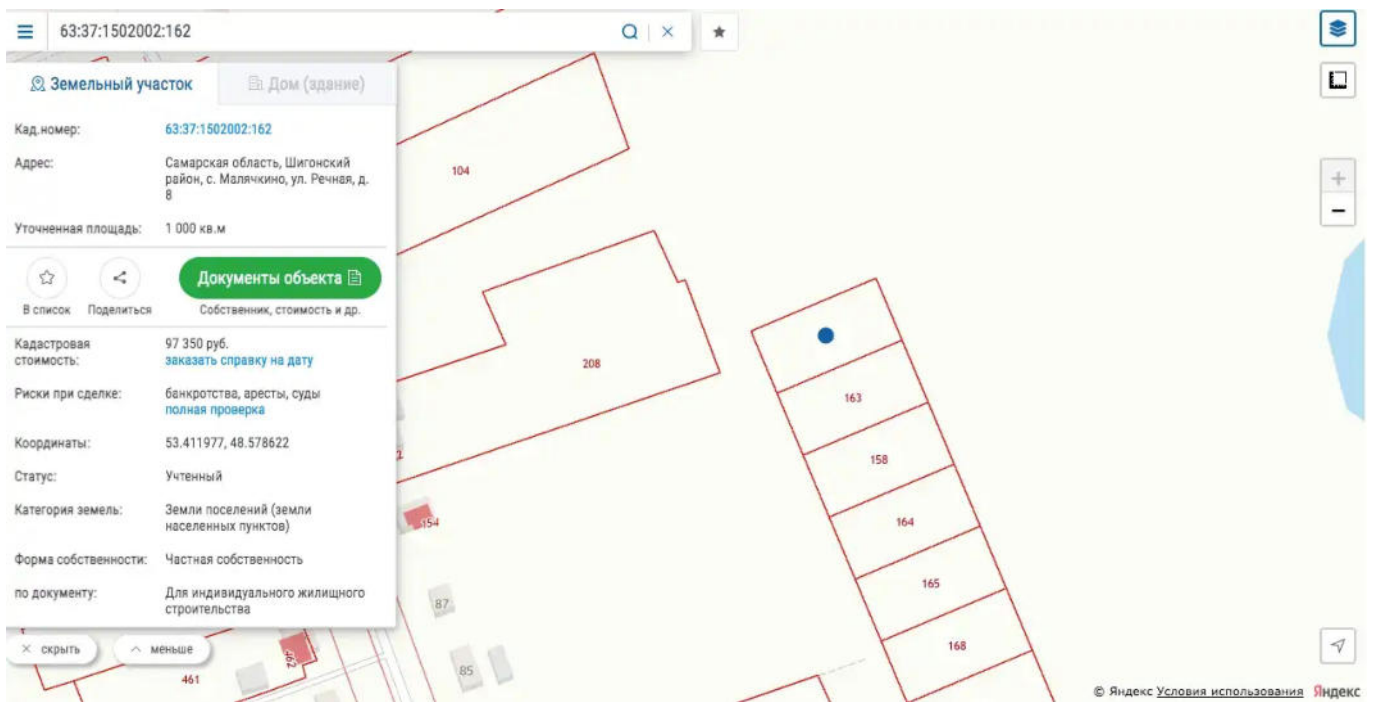 63:37:1502002:162
Земельный участок
Дом (здание)
Кад.номер:
63:37:1502002:162
Адрес:
Самарская область, Шигонский
район, с. Малячкино, ул. Речная, д.
8
Уточненная площадь:
1 000 кв.м
В список
Поделиться
Документы объекта
Собственник, стоимость и др.
Кадастровая
стоимость:
97 350 руб.
заказать справку на дату
Риски при сделке:
банкротства, аресты, суды
полная проверка
Координаты:
53.411977, 48.578622
Статус:
Учтенный
Категория земель:
Земли поселений (земли
населенных пунктов)
Форма собственности:
Частная собственность
по документу:
Для индивидуального жилищного
строительства
× скрыть
меньше
104
208
163
158
164
165
168
154
87
85
462
461
2
+
−
© Яндекс Условия использования Яндекс